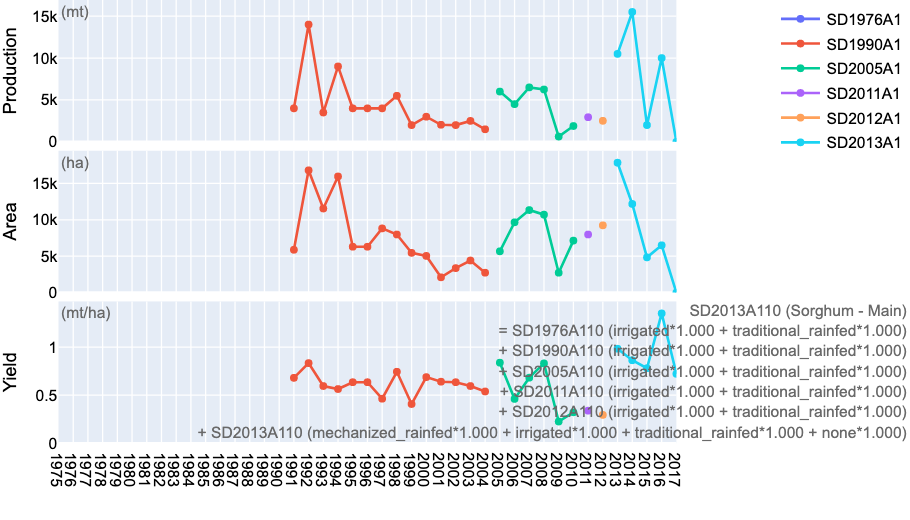 (mt)
15k
10k
5k
0
Production
SD1976A1
SD1990A1
SD2005A1
SD2011A1
SD2012A1
SD2013A1
(ha)
15k
10k
5k
0
Area
(mt/ha)
1
0.5
0
Yield
SD2013A110 (Sorghum - Main)
= SD1976A110 (irrigated*1.000 + traditional_rainfed*1.000)
+ SD1990A110 (irrigated*1.000 + traditional_rainfed*1.000)
+ SD2005A110 (irrigated*1.000 + traditional_rainfed*1.000)
+ SD2011A110 (irrigated*1.000 + traditional_rainfed*1.000)
+ SD2012A110 (irrigated*1.000 + traditional_rainfed*1.000)
+ SD2013A110 (mechanized_rainfed*1.000 + irrigated*1.000 + traditional_rainfed*1.000 + none*1.000)
1975
1976
1977
1978
1979
1980
1981
1982
1983
1984
1985
1986
1987
1988
1989
1990
1991
1992
1993
1994
1995
1996
1997
1998
1999
2000
2001
2002
2003
2004
2005
2006
2007
2008
2009
2010
2011
2012
2013
2014
2015
2016
2017